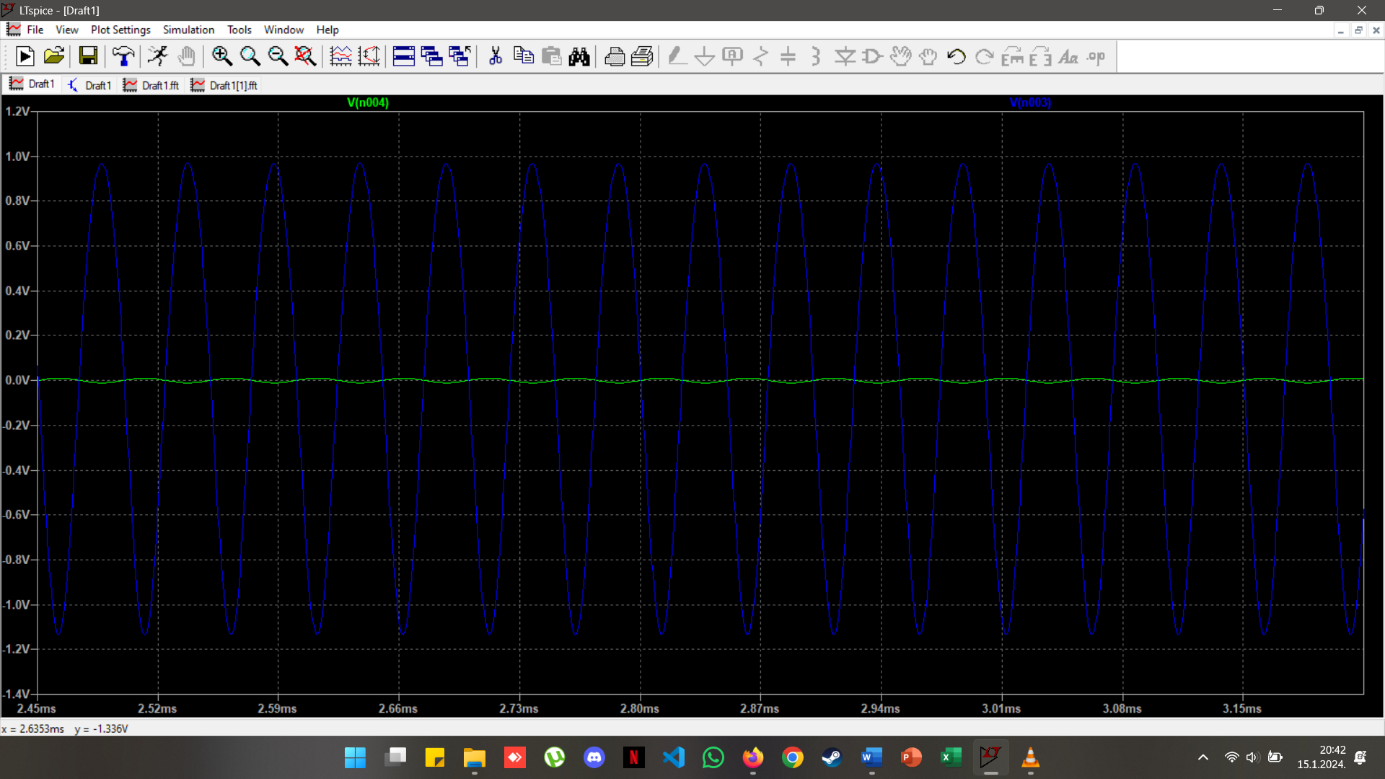 LTspice - [Draft1]
File View Plot Settings Simulation Tools Window Help
Draft1 Draft1 Draft1.fft Draft1[1].fft
V(n004) V(n003)
1.2V
1.0V
0.8V
0.6V
0.4V
0.2V
0.0V
-0.2V
-0.4V
-0.6V
-0.8V
-1.0V
-1.2V
-1.4V
2.45ms 2.52ms 2.59ms 2.66ms 2.73ms 2.80ms 2.87ms 2.94ms 3.01ms 3.08ms 3.15ms
x = 2.6353ms y = -1.336V
20:42
15.1.2024.